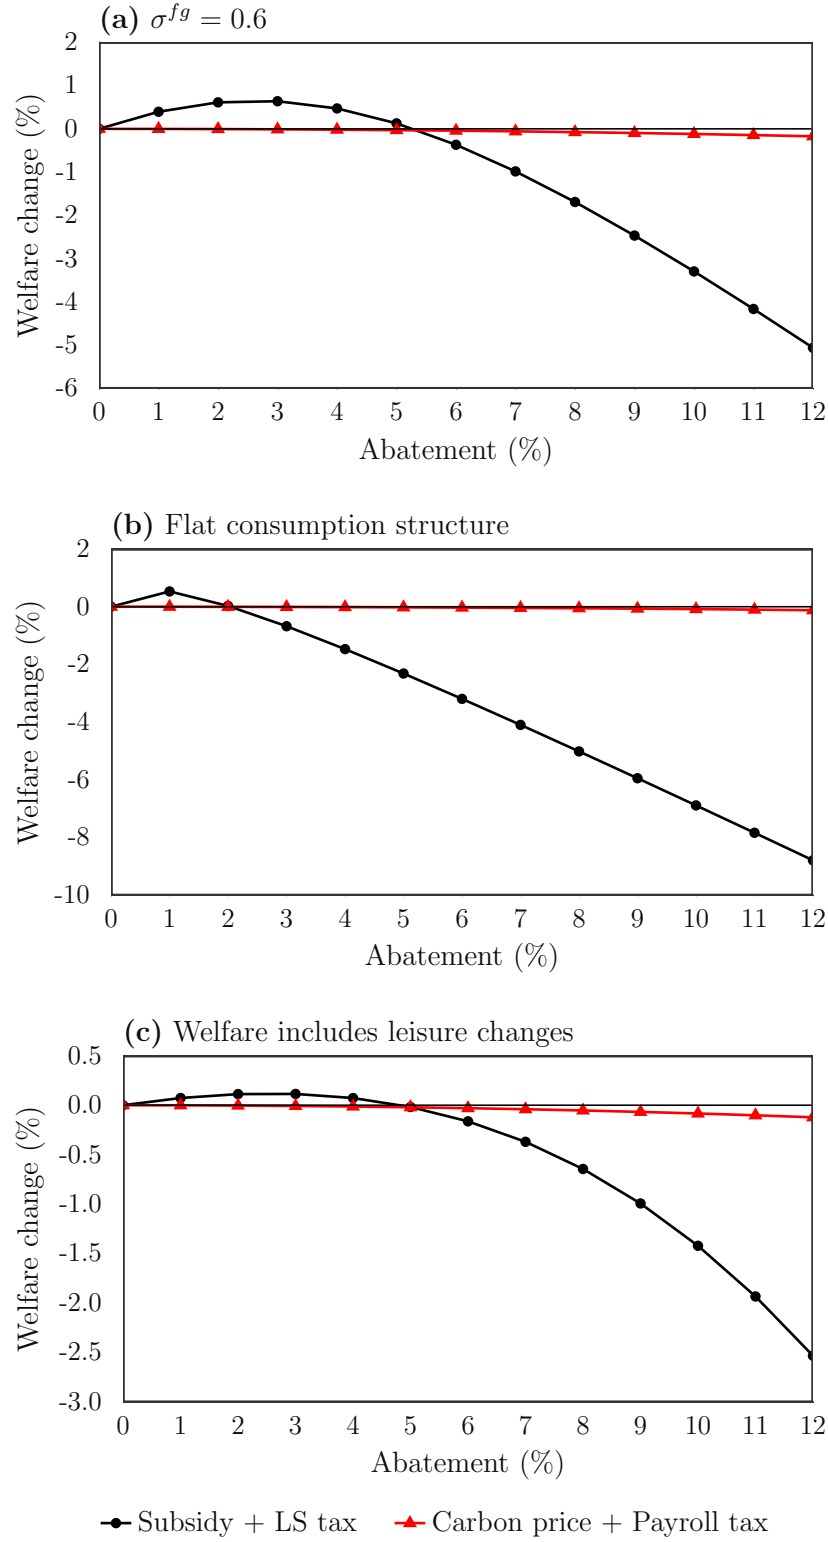 (a) σ^{fg} = 0.6
2
1
0
-1
-2
-3
-4
-5
-6
Welfare change (%)
0 1 2 3 4 5 6 7 8 9 10 11 12
Abatement (%)
(b) Flat consumption structure
2
0
-2
-4
-6
-8
-10
Welfare change (%)
0 1 2 3 4 5 6 7 8 9 10 11 12
Abatement (%)
(c) Welfare includes leisure changes
0.5
0.0
-0.5
-1.0
-1.5
-2.0
-2.5
-3.0
Welfare change (%)
0 1 2 3 4 5 6 7 8 9 10 11 12
Abatement (%)
Subsidy + LS tax Carbon price + Payroll tax